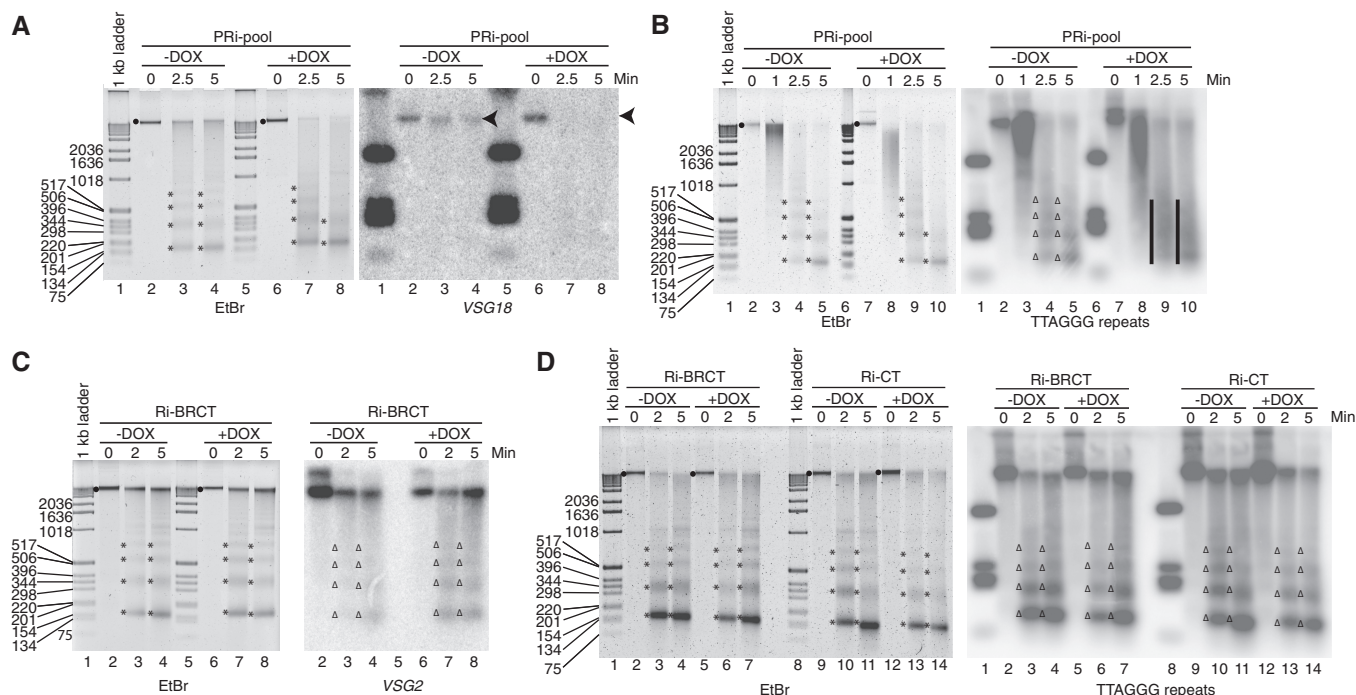 A
1 kb ladder
PRi-pool
PRi-pool
-DOX +DOX
-DOX +DOX
0 2.5 5 0 2.5 5
0 2.5 5 0 2.5 5 Min
2036
1636
1018
517
506
396
344
298
220
201
154
134
75
1 2 3 4 5 6 7 8
1 2 3 4 5 6 7 8
EtBr
VSG18
B
1 kb ladder
PRi-pool
PRi-pool
-DOX +DOX
-DOX +DOX
0 1 2.5 5 0 1 2.5 5 Min
0 1 2.5 5 0 1 2.5 5
2036
1636
1018
517
506
396
344
298
220
201
154
134
75
1 2 3 4 5 6 7 8 9 10
1 2 3 4 5 6 7 8 9 10
EtBr
TTAGGG repeats
C
1 kb ladder
Ri-BRCT
Ri-BRCT
-DOX +DOX
-DOX +DOX
0 2 5 0 2 5 Min
0 2 5 0 2 5
2036
1636
1018
517
506
396
344
298
220
201
154
75
134
1 2 3 4 5 6 7 8
2 3 4 5 6 7 8
EtBr
VSG2
D
1 kb ladder
Ri-BRCT
1 kb ladder
Ri-CT
Ri-BRCT
Ri-CT
-DOX +DOX
-DOX +DOX
-DOX +DOX
-DOX +DOX
0 2 5 0 2 5
0 2 5 0 2 5
0 2 5 0 2 5
0 2 5 0 2 5 Min
2036
1636
1018
517
506
396
344
298
220
201
154
134
75
1 2 3 4 5 6 7 8 9 10 11 12 13 14
1 2 3 4 5 6 7 8 9 10 11 12 13 14
EtBr
TTAGGG repeats